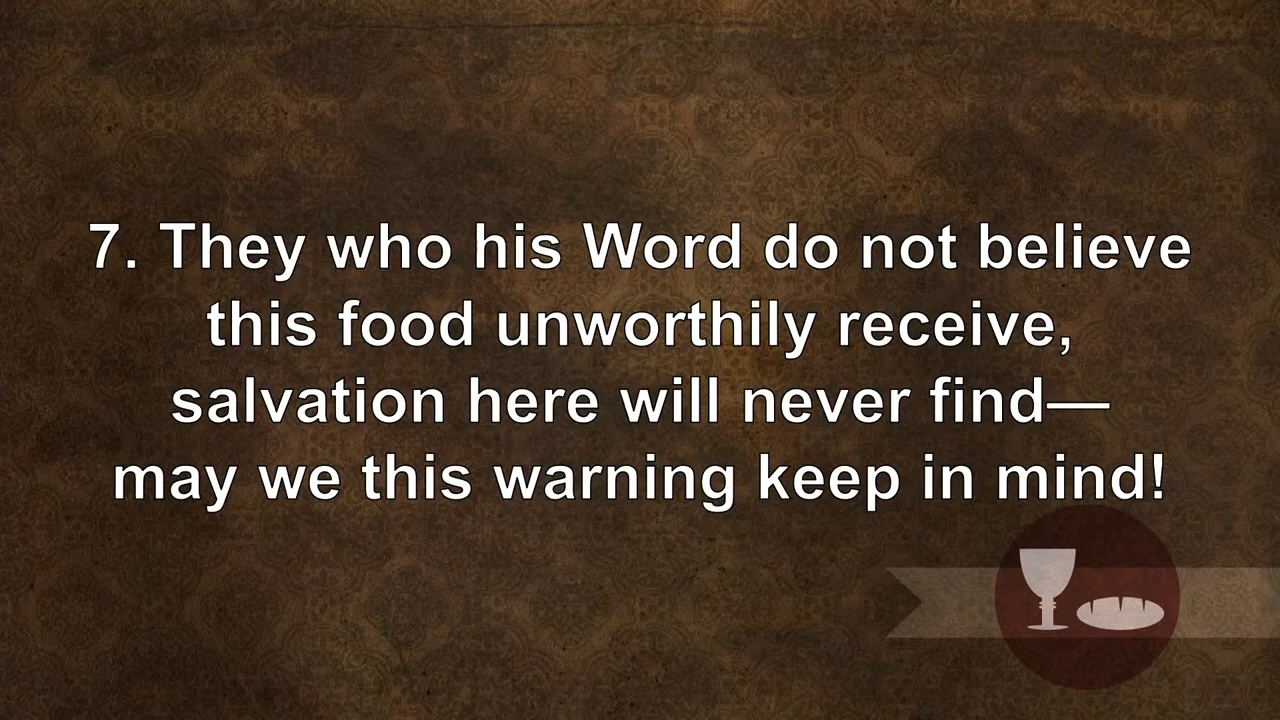 7. They who his Word do not believe
this food unworthily receive,
salvation here will never find—
may we this warning keep in mind!